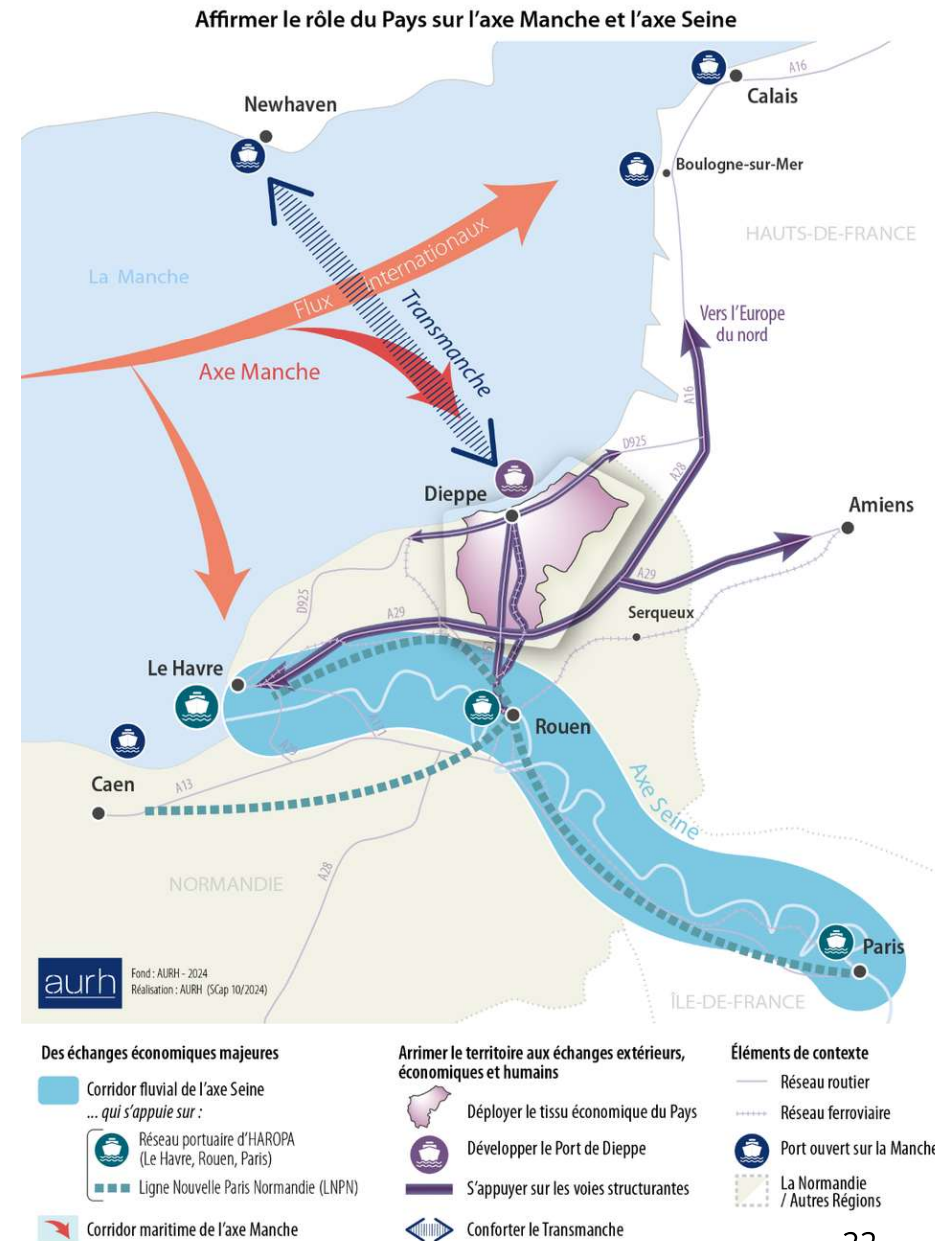 Affirmer le rôle du Pays sur l'axe Manche et l'axe Seine
A16
Calais
Newhaven
Boulogne-sur-Mer
HAUTS-DE-FRANCE
La Manche
Flux internationaux
Transmanche
Vers l'Europe
du nord
Axe Manche
A16
D925
A28
Dieppe
Amiens
A29
D925
A29
Serqueux
Le Havre
Rouen
A29
A131
Caen
A13
Axe Seine
A28
NORMANDIE
Paris
ÎLE-DE-FRANCE
aurh
Fond : AURH - 2024
Réalisation : AURH (SCap 10/2024)
Des échanges économiques majeures
Corridor fluvial de l'axe Seine
... qui s'appuie sur :
Réseau portuaire d'HAROPA
(Le Havre, Rouen, Paris)
Ligne Nouvelle Paris Normandie (LNPN)
Corridor maritime de l'axe Manche
Arrimer le territoire aux échanges extérieurs,
économiques et humains
Déployer le tissu économique du Pays
Développer le Port de Dieppe
S'appuyer sur les voies structurantes
Conforter le Transmanche
Éléments de contexte
Réseau routier
Réseau ferroviaire
Port ouvert sur la Manche
La Normandie
/ Autres Régions